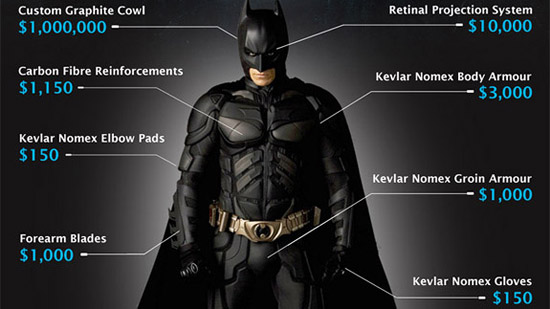 Custom Graphite Cowl
$1,000,000
Retinal Projection System
$10,000
Carbon Fibre Reinforcements
$1,150
Kevlar Nomex Body Armour
$3,000
Kevlar Nomex Elbow Pads
$150
Kevlar Nomex Groin Armour
$1,000
Forearm Blades
$1,000
Kevlar Nomex Gloves
$150